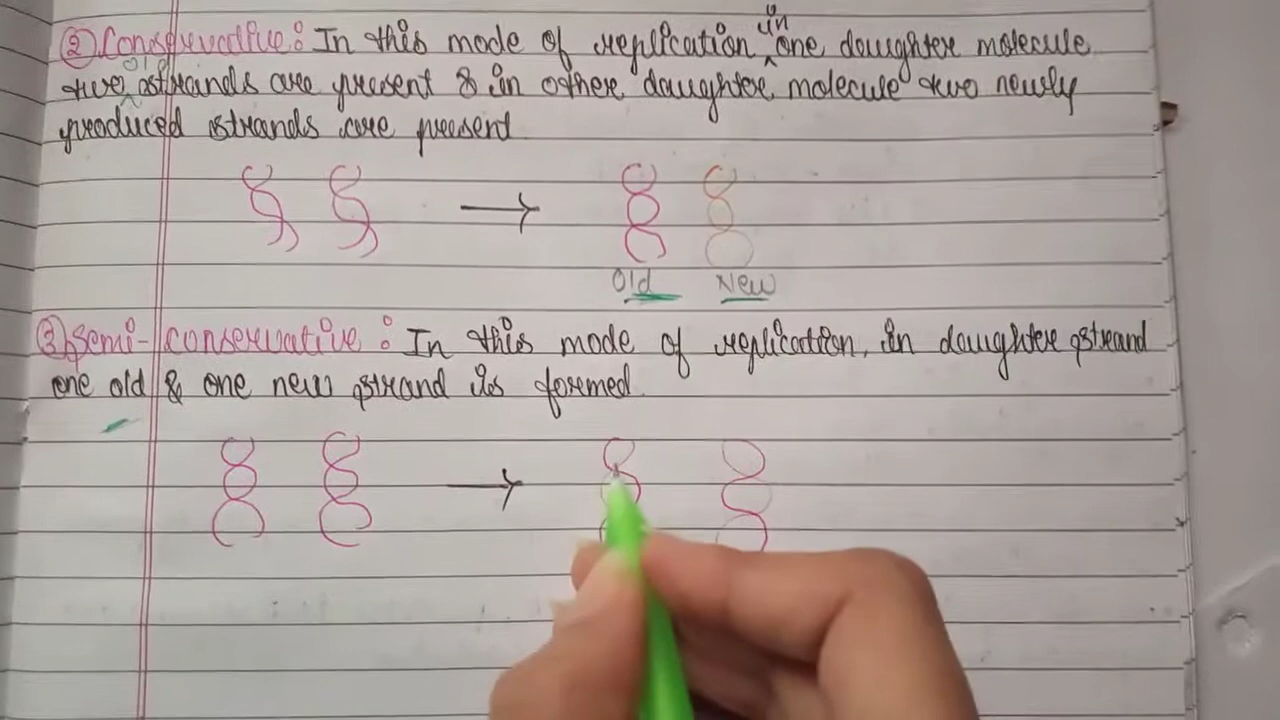 ② Conservative : In this mode of replication in one daughter molecule
two old strands are present & in other daughter molecule two newly
produced strands are present
Old New
③ Semi-conservative : In this mode of replication, in daughter strand
one old & one new strand is formed.